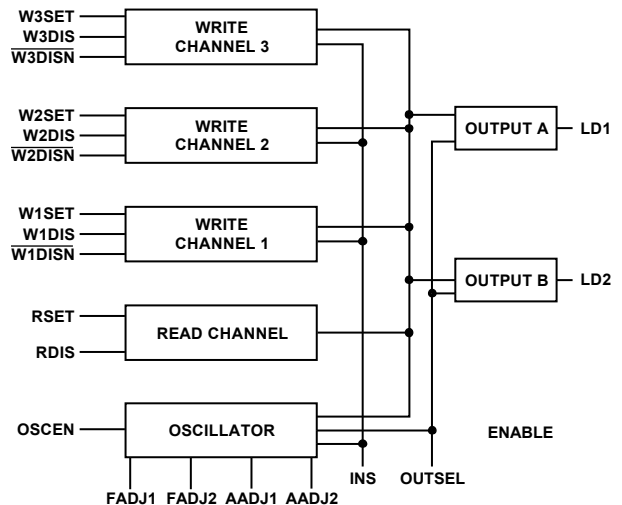 W3SET
W3DIS
W3DISN
WRITE
CHANNEL 3
W2SET
W2DIS
W2DISN
WRITE
CHANNEL 2
OUTPUT A
LD1
W1SET
W1DIS
W1DISN
WRITE
CHANNEL 1
OUTPUT B
LD2
RSET
RDIS
READ CHANNEL
OSCEN
OSCILLATOR
ENABLE
INS
OUTSEL
FADJ1
FADJ2
AADJ1
AADJ2